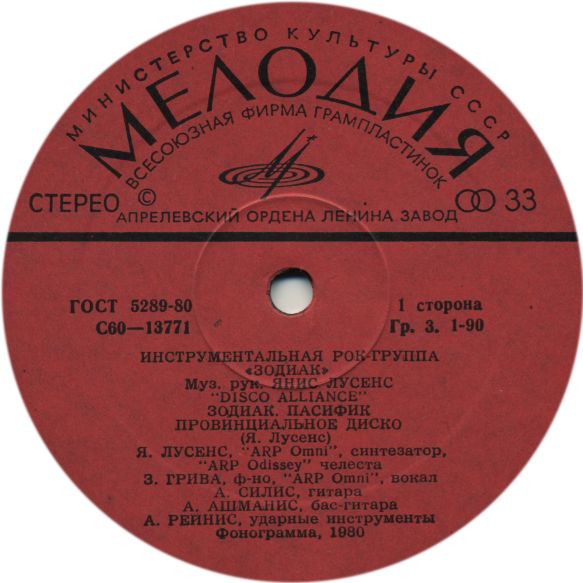 МИНИСТЕРСТВО КУЛЬТУРЫ СССР
МЕЛОДИЯ
ВСЕСОЮЗНАЯ ФИРМА ГРАМПЛАСТИНОК
СТЕРЕО © 33
АПРЕЛЕВСКИЙ ОРДЕНА ЛЕНИНА ЗАВОД
ГОСТ 5289-80 1 сторона
С60—13771 Гр. 3. 1-90
ИНСТРУМЕНТАЛЬНАЯ РОК-ГРУППА
«ЗОДИАК»
Муз. рук. ЯНИС ЛУСЕНС
"DISCO ALLIANCE"
ЗОДИАК. ПАСИФИК
ПРОВИНЦИАЛЬНОЕ ДИСКО
(Я. Лусенс)
Я. ЛУСЕНС, "ARP Omni", синтезатор,
"ARP Odissey" челеста
З. ГРИВА, ф-но, "ARP Omni", вокал
А. СИЛИС, гитара
А. АШМАНИС, бас-гитара
А. РЕЙНИС, ударные инструменты
Фонограмма, 1980